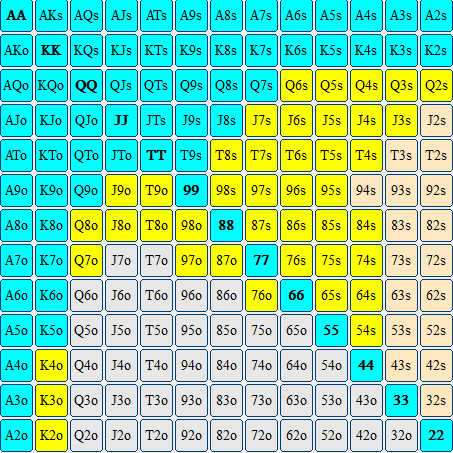 AA AKs AQs AJs ATs A9s A8s A7s A6s A5s A4s A3s A2s
AKo KK KQs KJs KTs K9s K8s K7s K6s K5s K4s K3s K2s
AQo KQo QQ QJs QTs Q9s Q8s Q7s Q6s Q5s Q4s Q3s Q2s
AJo KJo QJo JJ JTs J9s J8s J7s J6s J5s J4s J3s J2s
ATo KTo QTo JTo TT T9s T8s T7s T6s T5s T4s T3s T2s
A9o K9o Q9o J9o T9o 99 98s 97s 96s 95s 94s 93s 92s
A8o K8o Q8o J8o T8o 98o 88 87s 86s 85s 84s 83s 82s
A7o K7o Q7o J7o T7o 97o 87o 77 76s 75s 74s 73s 72s
A6o K6o Q6o J6o T6o 96o 86o 76o 66 65s 64s 63s 62s
A5o K5o Q5o J5o T5o 95o 85o 75o 65o 55 54s 53s 52s
A4o K4o Q4o J4o T4o 94o 84o 74o 64o 54o 44 43s 42s
A3o K3o Q3o J3o T3o 93o 83o 73o 63o 53o 43o 33 32s
A2o K2o Q2o J2o T2o 92o 82o 72o 62o 52o 42o 32o 22